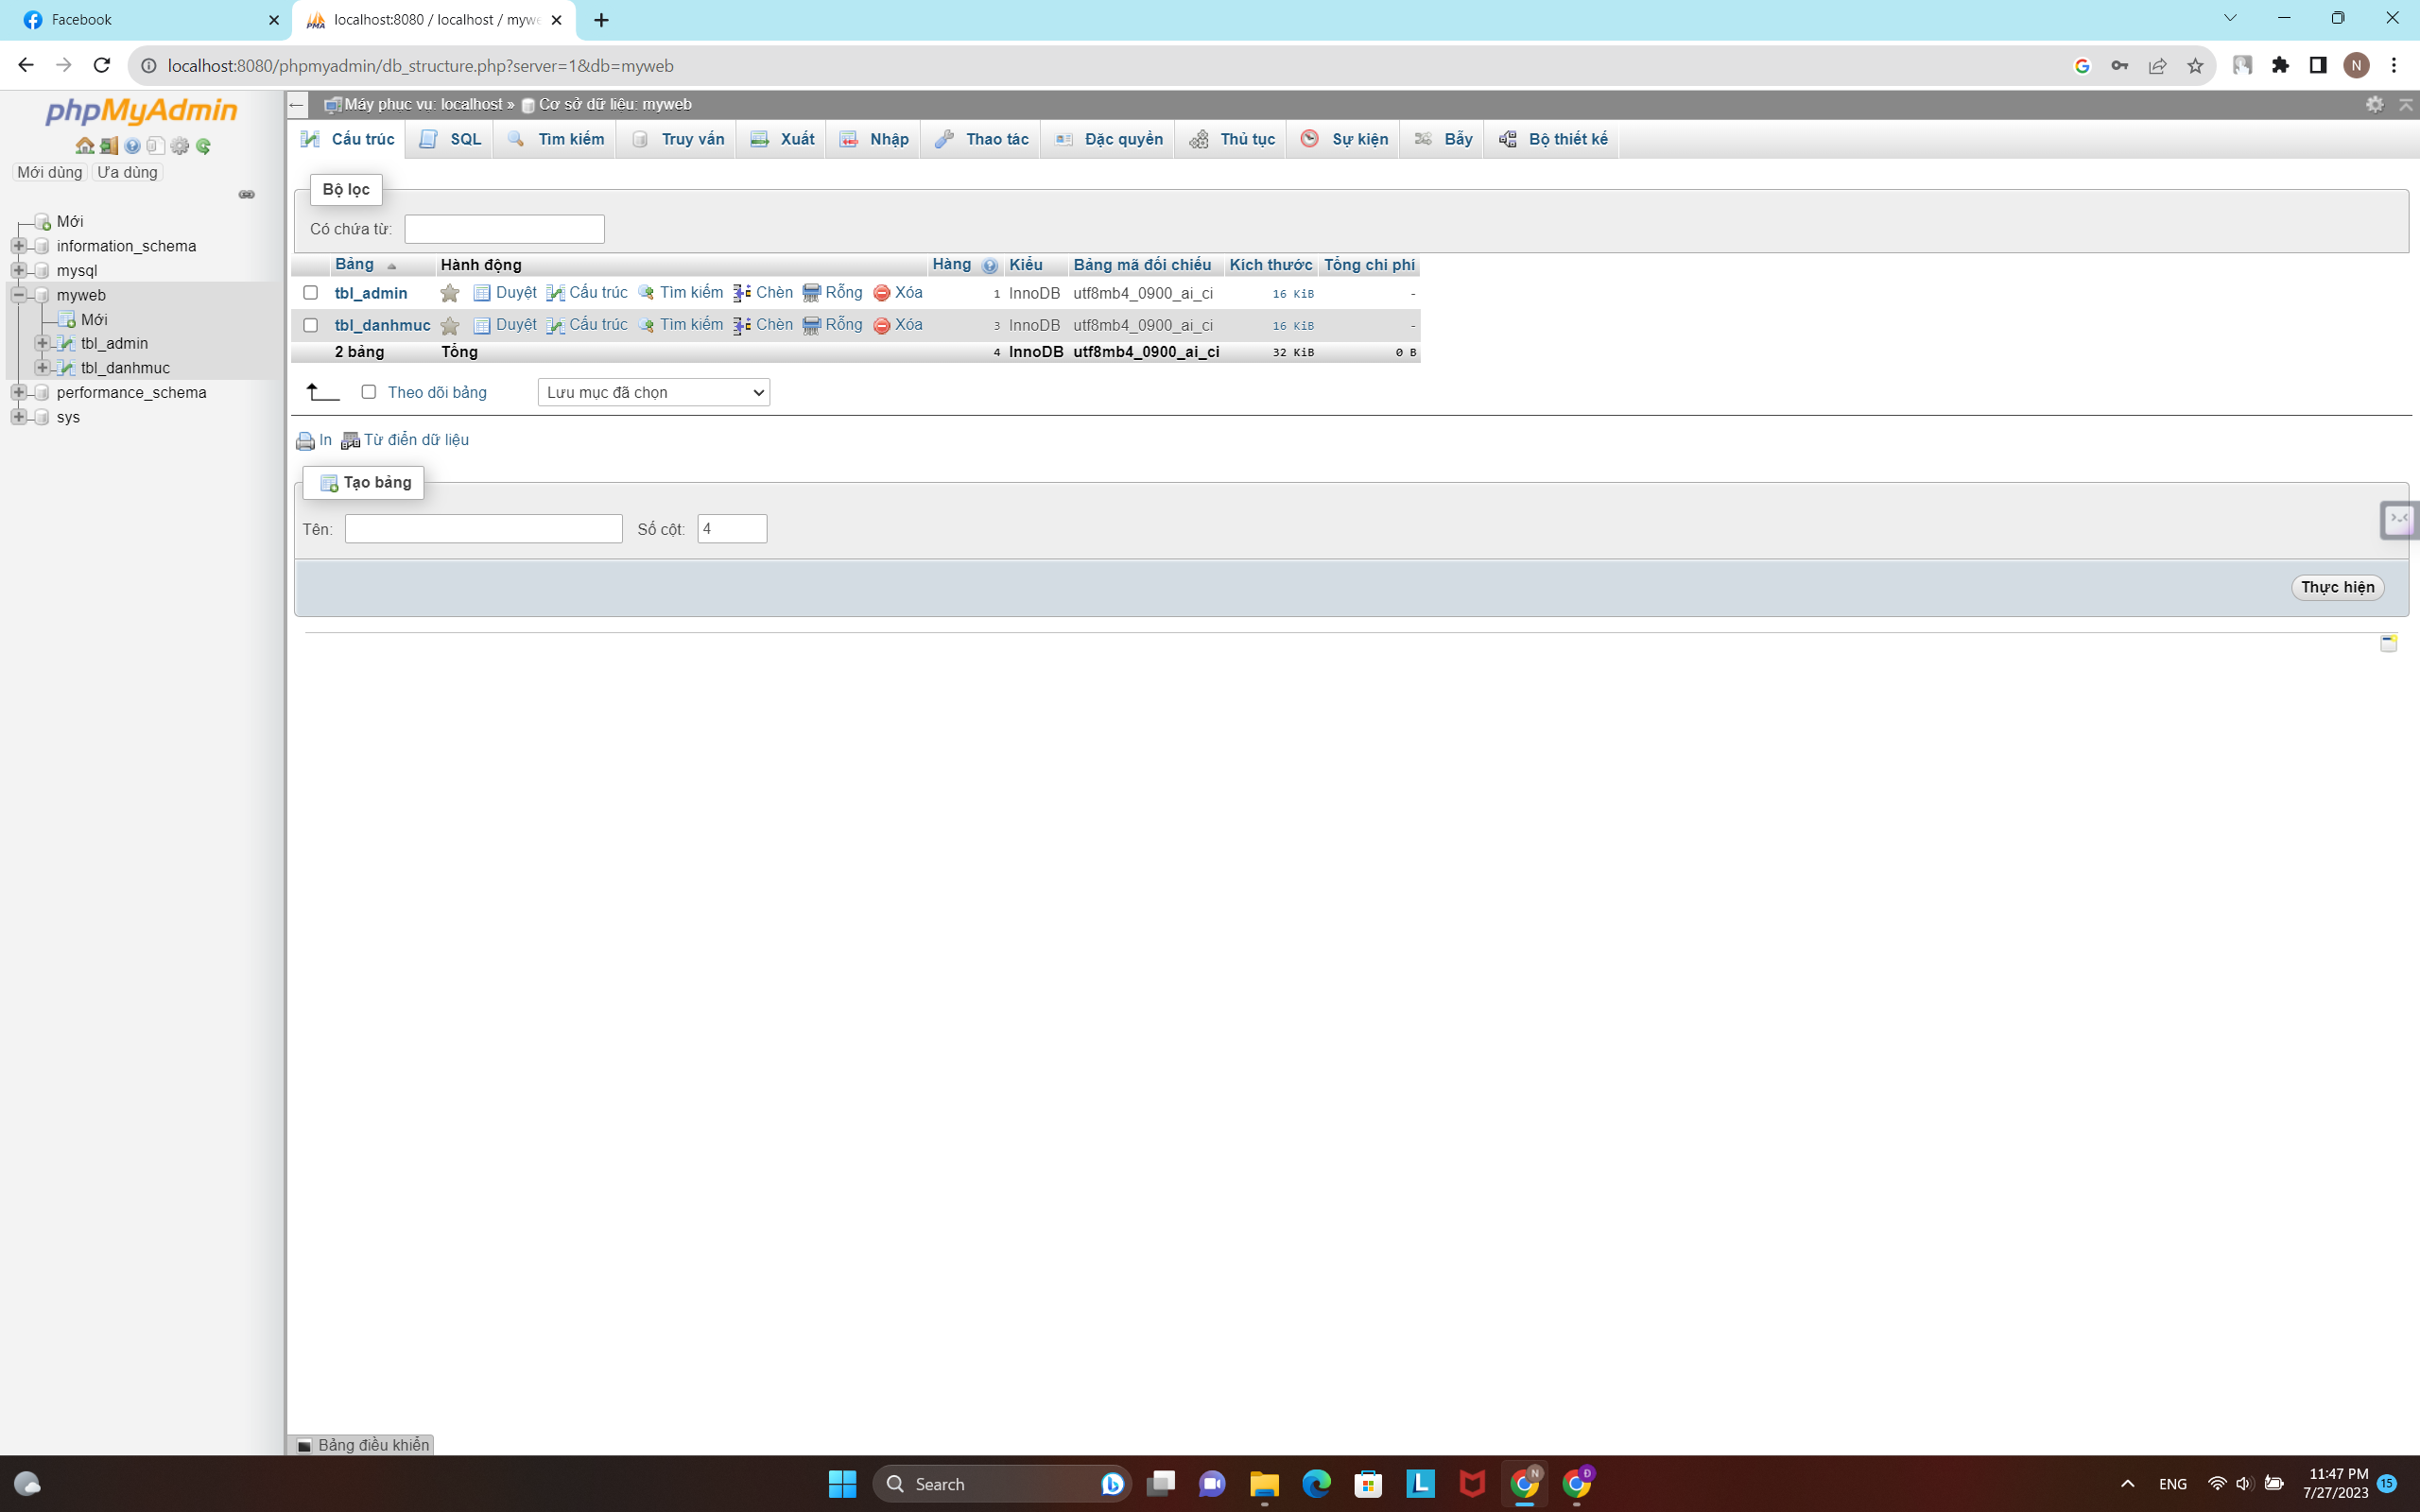 Facebook
localhost:8080 / localhost / mywe
localhost:8080/phpmyadmin/db_structure.php?server=1&db=myweb
N
phpMyAdmin
Mới dùng Ưa dùng
Mới
information_schema
mysql
myweb
Mới
tbl_admin
tbl_danhmuc
performance_schema
sys
Máy phục vụ: localhost » Cơ sở dữ liệu: myweb
Cấu trúc SQL Tìm kiếm Truy vấn Xuất Nhập Thao tác Đặc quyền Thủ tục Sự kiện Bẫy Bộ thiết kế
Bộ lọc
Có chứa từ:
Bảng Hành động Hàng Kiểu Bảng mã đối chiếu Kích thước Tổng chi phí
tbl_admin Duyệt Cấu trúc Tìm kiếm Chèn Rỗng Xóa 1 InnoDB utf8mb4_0900_ai_ci 16 KiB -
tbl_danhmuc Duyệt Cấu trúc Tìm kiếm Chèn Rỗng Xóa 3 InnoDB utf8mb4_0900_ai_ci 16 KiB -
2 bảng Tổng 4 InnoDB utf8mb4_0900_ai_ci 32 KiB 0 B
Theo dõi bảng Lưu mục đã chọn
In Từ điển dữ liệu
Tạo bảng
Tên: Số cột: 4
Thực hiện
Bảng điều khiển
Search
ENG
11:47 PM
7/27/2023
15